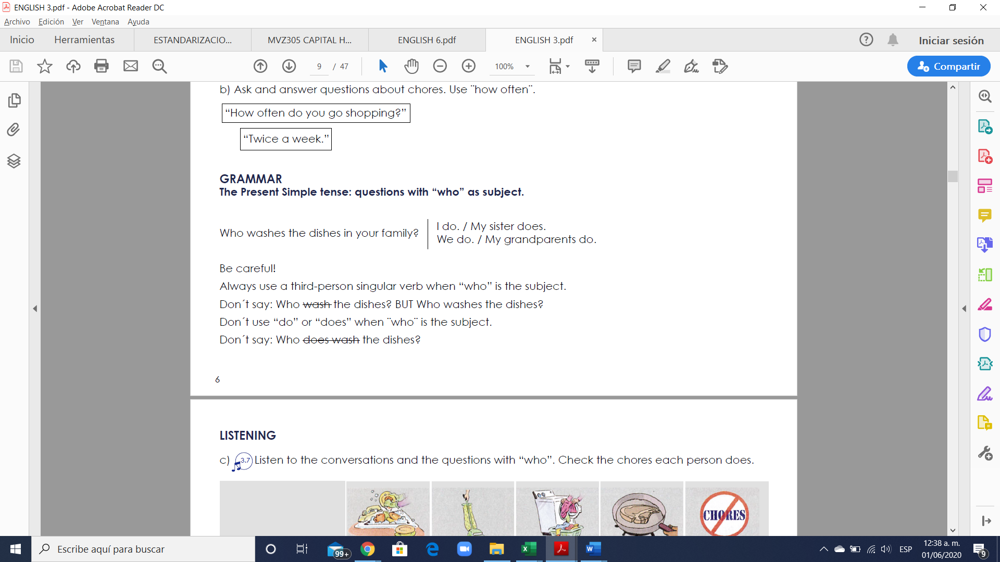 ENGLISH 3.pdf - Adobe Acrobat Reader DC
Archivo Edición Ver Ventana Ayuda
Inicio Herramientas ESTANDARIZACIO... MVZ305 CAPITAL H... ENGLISH 6.pdf ENGLISH 3.pdf × Iniciar sesión
9 / 47 100% Compartir
b) Ask and answer questions about chores. Use ¨how often¨.
“How often do you go shopping?”
“Twice a week.”
GRAMMAR
The Present Simple tense: questions with “who” as subject.
Who washes the dishes in your family?
I do. / My sister does.
We do. / My grandparents do.
Be careful!
Always use a third-person singular verb when “who” is the subject.
Don´t say: Who wash the dishes? BUT Who washes the dishes?
Don´t use “do” or “does” when ¨who¨ is the subject.
Don´t say: Who does wash the dishes?
6
LISTENING
c) 3.7 Listen to the conversations and the questions with “who”. Check the chores each person does.
CHORES
Escribe aquí para buscar
99+
ESP
12:38 a. m.
01/06/2020
9